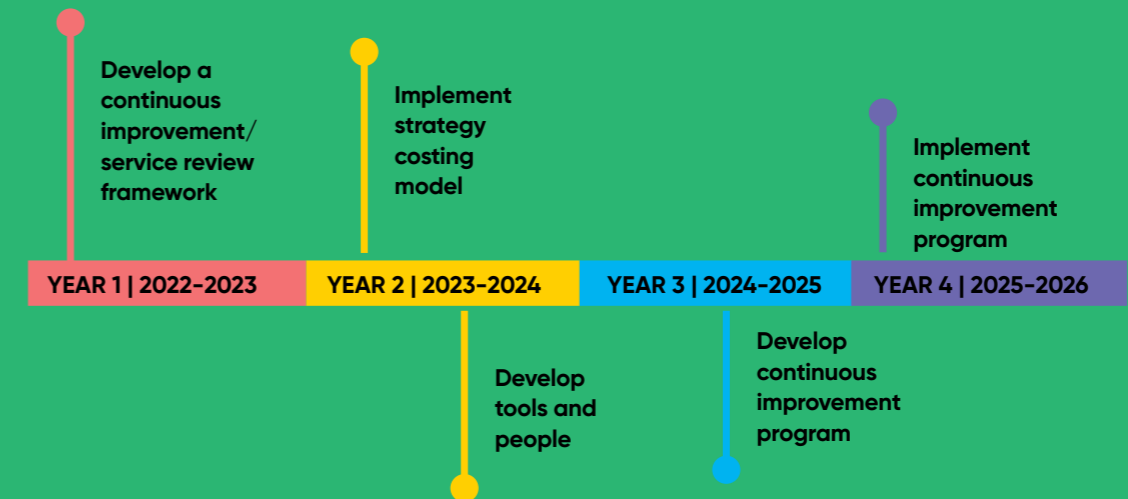 Develop a
continuous
improvement/
service review
framework
Implement
strategy
costing
model
Implement
continuous
improvement
program
YEAR 1 | 2022-2023
YEAR 2 | 2023-2024
YEAR 3 | 2024-2025
YEAR 4 | 2025-2026
Develop
tools and
people
Develop
continuous
improvement
program